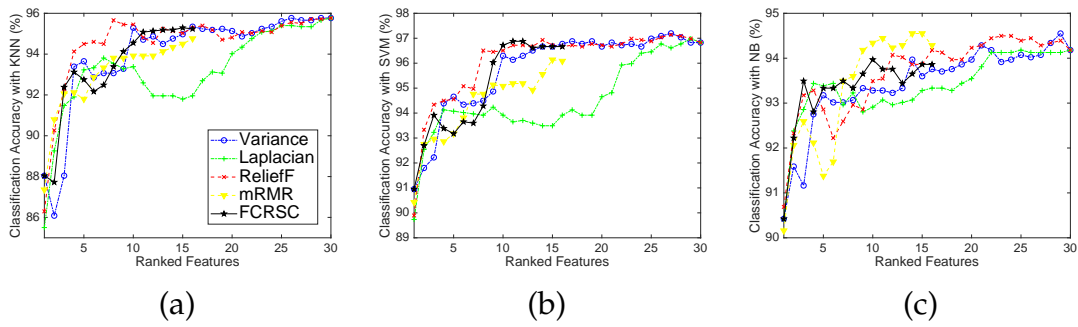 Classification Accuracy with KNN (%)
96
94
92
90
88
86
5
10
15
20
25
30
Ranked Features
Variance
Laplacian
ReliefF
mRMR
FCRSC
(a)
Classification Accuracy with SVM (%)
98
97
96
95
94
93
92
91
90
89
5
10
15
20
25
30
Ranked Features
(b)
Classification Accuracy with NB (%)
95
94
93
92
91
90
5
10
15
20
25
30
Ranked Features
(c)